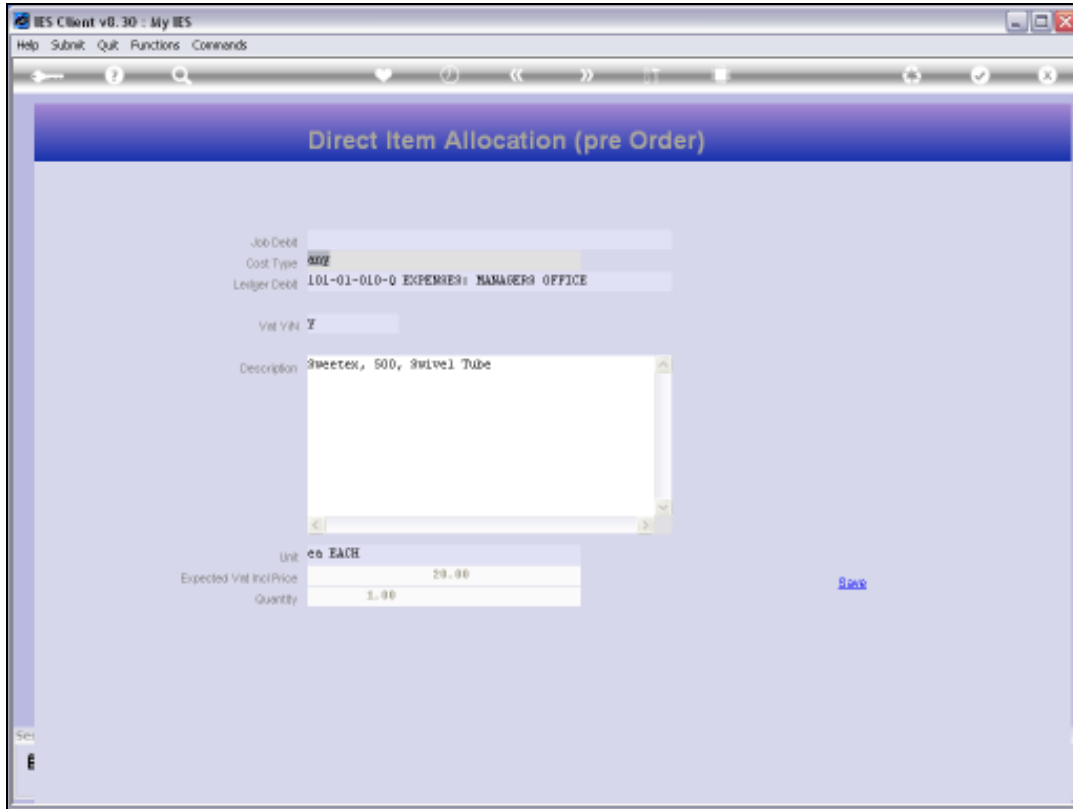 IES Client v8.30 : My IES
Help Submit Quit Functions Commands
Direct Item Allocation (pre Order)
Job Debit
Cost Type any
Ledger Debit 101-01-010-Q EXPENSES: MANAGERS OFFICE
Vat Y/N Y
Description Sweetex, 500, Swivel Tube
Unit ea EACH
Expected Vat Incl Price 20.00
Quantity 1.00
Save